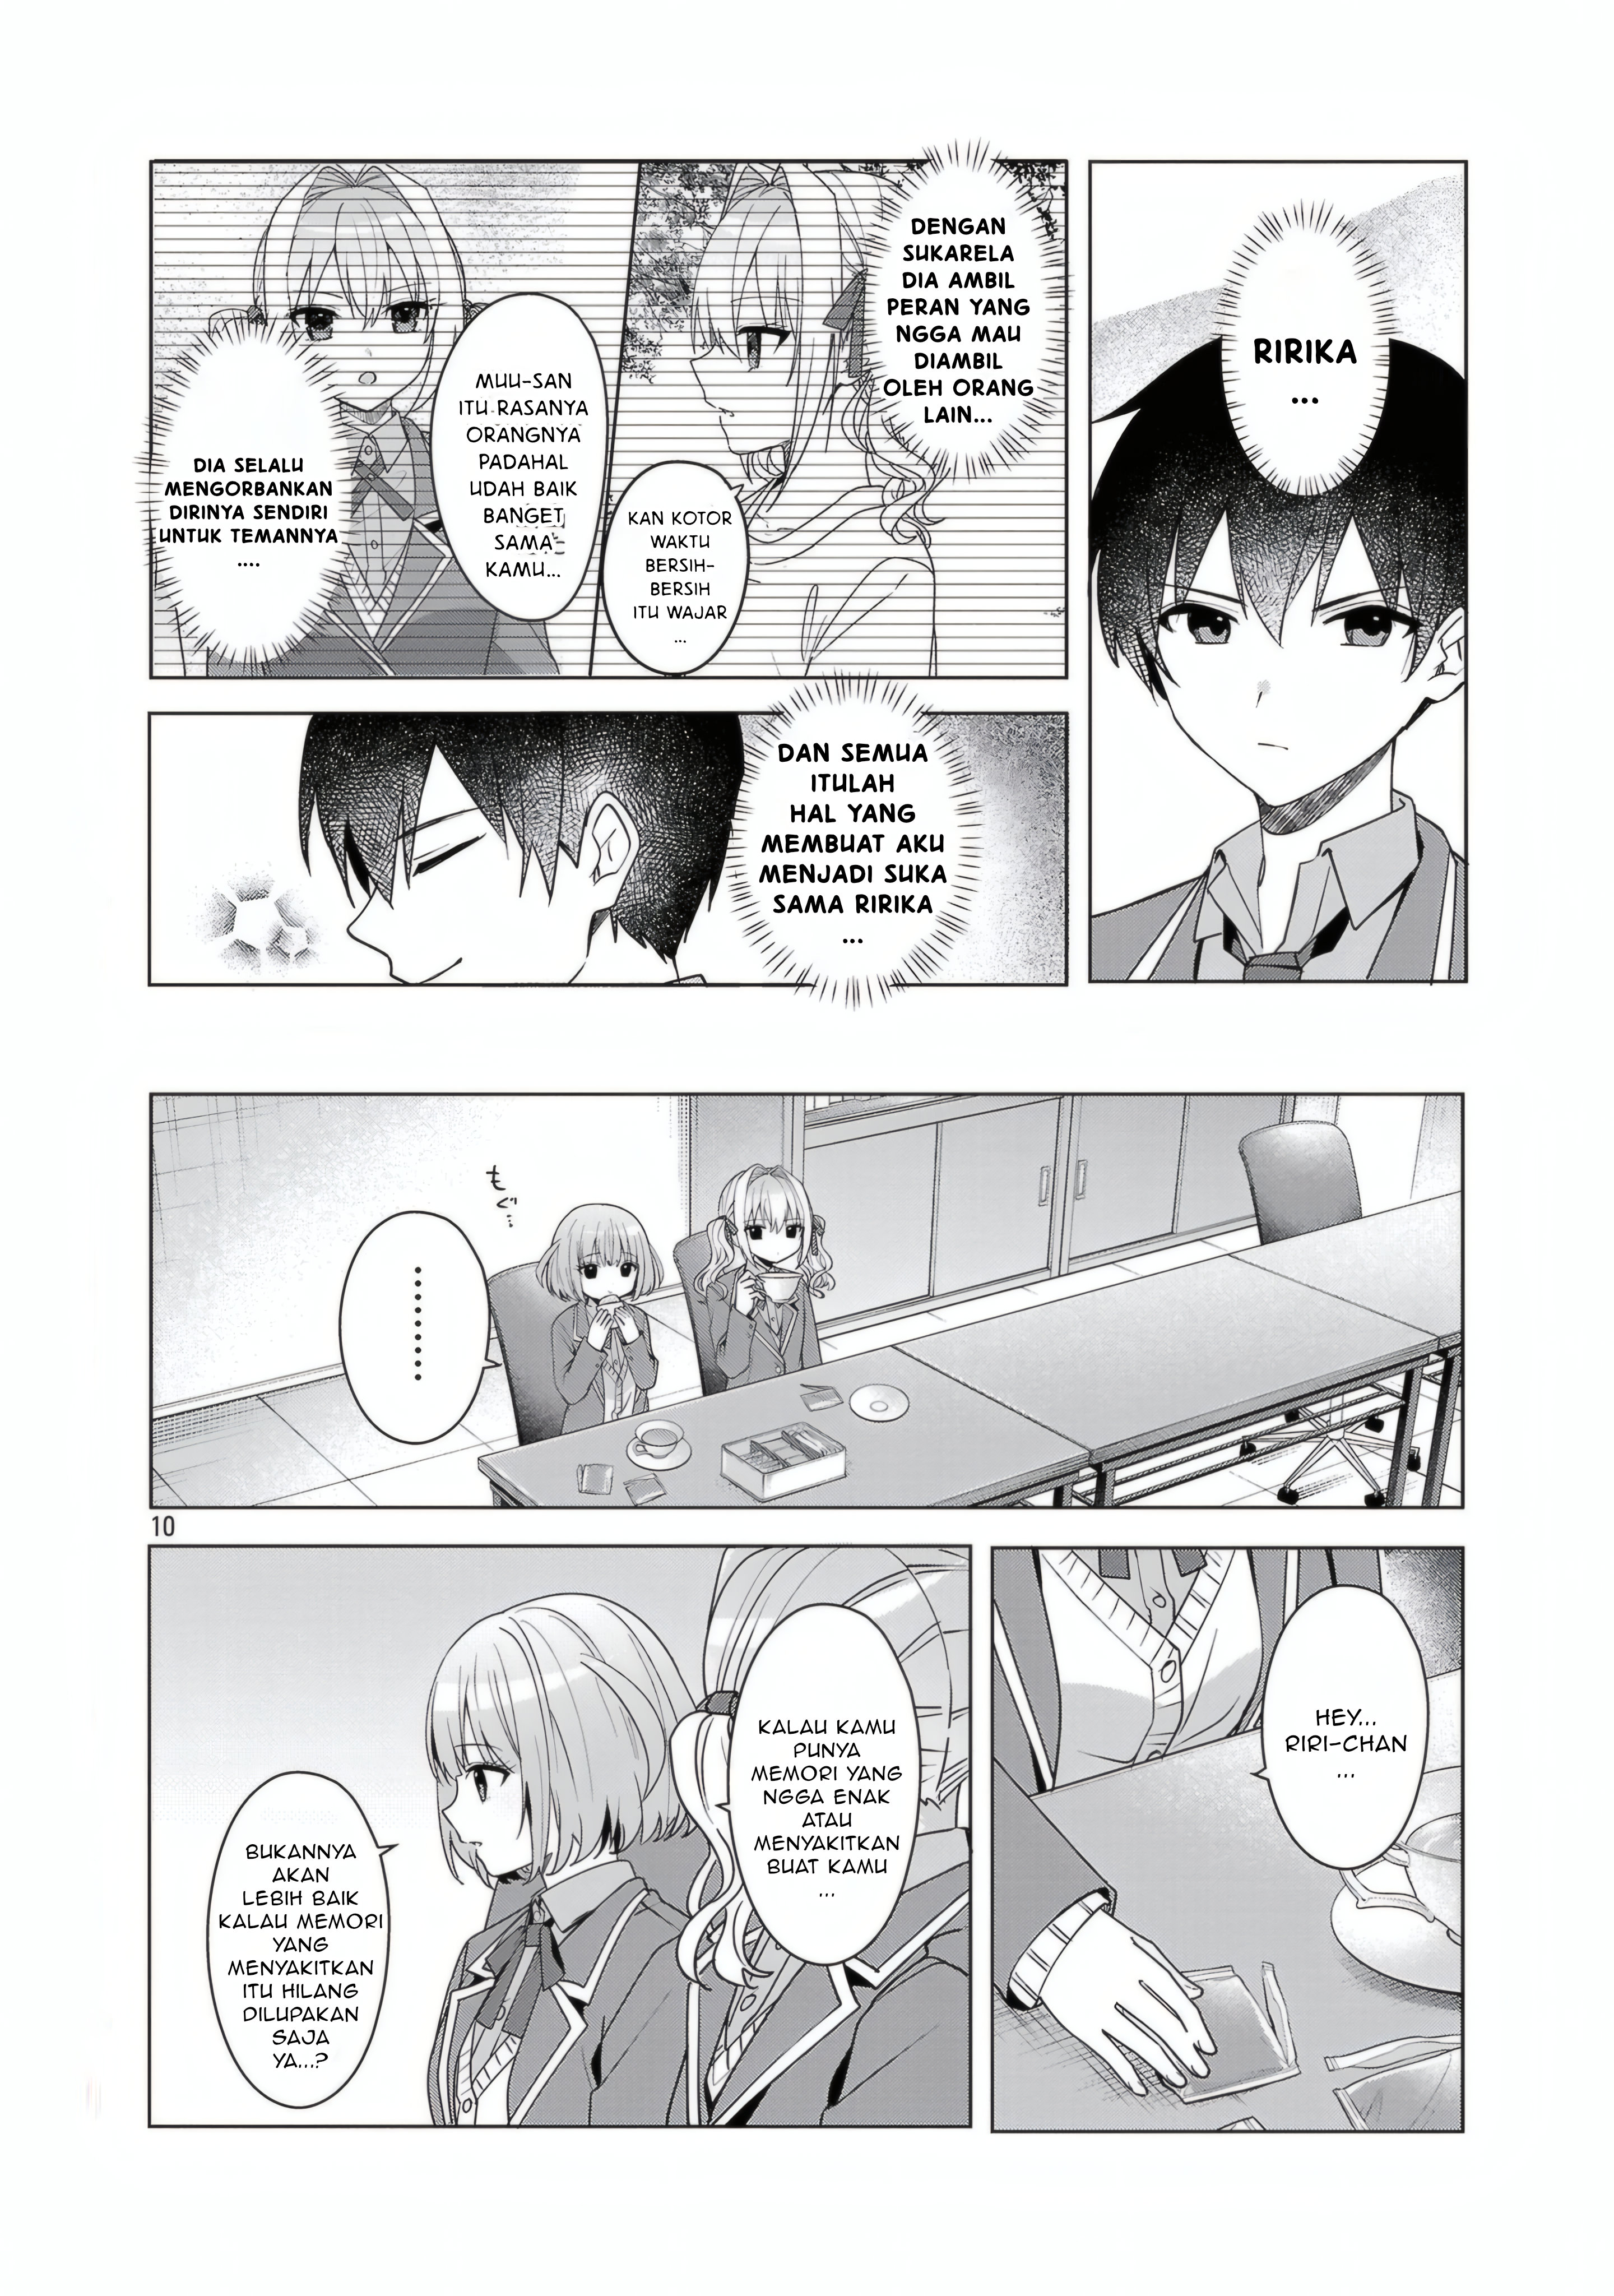 RIRIKA
...
DENGAN
SUKARELA
DIA AMBIL
PERAN YANG
NGGA MAU
DIAMBIL
OLEH ORANG
LAIN...
KAN KOTOR
WAKTU
BERSIH-
BERSIH
ITU WAJAR
...
MUU-SAN
ITU RASANYA
ORANGNYA
PADAHAL
UDAH BAIK
BANGET
SAMA
KAMU...
DIA SELALU
MENGORBANKAN
DIRINYA SENDIRI
UNTUK TEMANNYA
....
DAN SEMUA
ITULAH
HAL YANG
MEMBUAT AKU
MENJADI SUKA
SAMA RIRIKA
...
もぐ…
.........
10
HEY...
RIRI-CHAN
...
KALAU KAMU
PUNYA
MEMORI YANG
NGGA ENAK
ATAU
MENYAKITKAN
BUAT KAMU
...
BUKANNYA
AKAN
LEBIH BAIK
KALAU MEMORI
YANG
MENYAKITKAN
ITU HILANG
DILUPAKAN
SAJA
YA...?